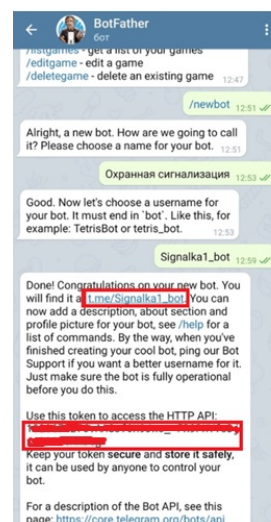 BotFather
бот
/listgames - get a list of your games
/editgame - edit a game
/deletegame - delete an existing game 12:47
/newbot 12:51
Alright, a new bot. How are we going to call
it? Please choose a name for your bot. 12:51
Охранная сигнализация 12:53
Good. Now let's choose a username for
your bot. It must end in `bot`. Like this, for
example: TetrisBot or tetris_bot. 12:53
Signalka1_bot 12:59
Done! Congratulations on your new bot. You
will find it at t.me/Signalka1_bot. You can
now add a description, about section and
profile picture for your bot, see /help for a
list of commands. By the way, when you've
finished creating your cool bot, ping our Bot
Support if you want a better username for it.
Just make sure the bot is fully operational
before you do this.
Use this token to access the HTTP API:
Keep your token secure and store it safely,
it can be used by anyone to control your
bot.
For a description of the Bot API, see this
page: https://core.telegram.org/bots/api